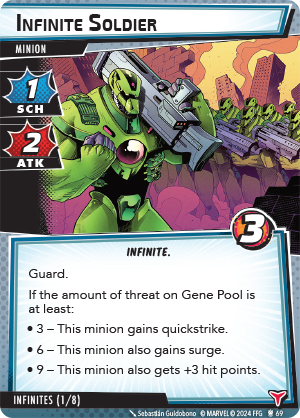 Infinite Soldier
MINION
1
SCH
2
ATK
3
INFINITE.
Guard.
If the amount of threat on Gene Pool is
at least:
• 3 – This minion gains quickstrike.
• 6 – This minion also gains surge.
• 9 – This minion also gets +3 hit points.
INFINITES (1/8)
Sebastián Guidobono © MARVEL © 2024 FFG 69